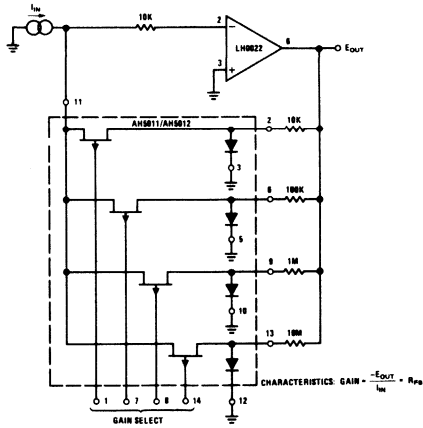 I_IN
10K
2
−
LH0022
6
E_OUT
3
+
11
AH5011/AH5012
2
10K
3
6
100K
5
9
1M
10
13
10M
CHARACTERISTICS: GAIN = -E_OUT / I_IN = R_FB
1
7
8
14
12
GAIN SELECT